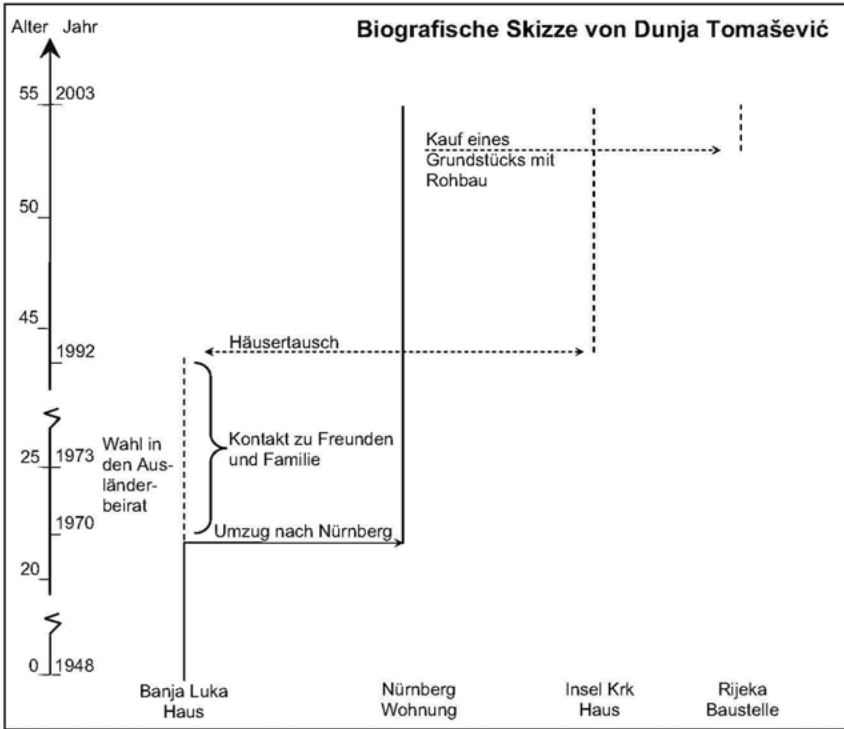 Alter Jahr
Biografische Skizze von Dunja Tomašević
55 2003
Kauf eines
Grundstücks mit
Rohbau
50
45
Häusertausch
1992
Wahl in
den Aus-
länder-
beirat
Kontakt zu Freunden
und Familie
25 1973
1970
Umzug nach Nürnberg
20
0 1948
Banja Luka
Haus
Nürnberg
Wohnung
Insel Krk
Haus
Rijeka
Baustelle